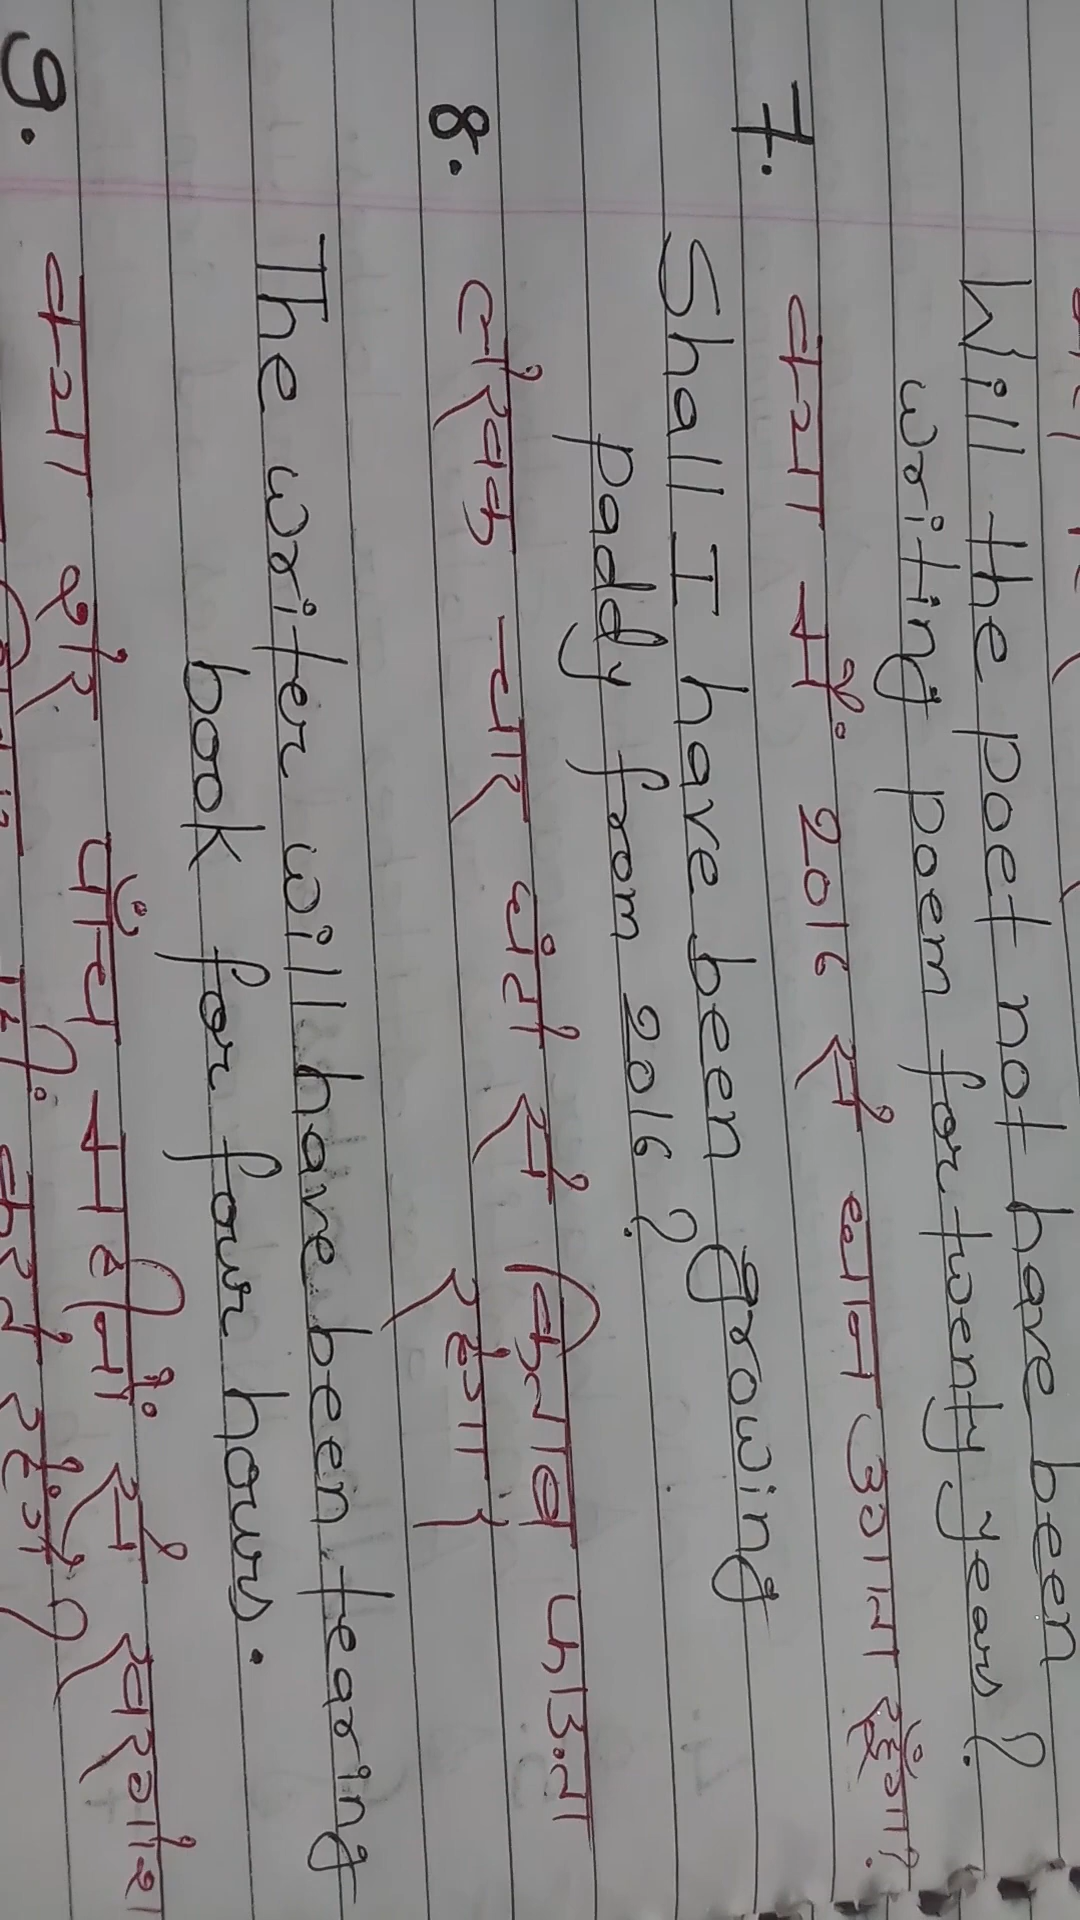 Will the poet not have been
writing poem for twenty years?
7. क्या मैं 2016 से धान उगाता रहूँगा?
Shall I have been growing
paddy from 2016?
8. लेखक चार घंटे से किताब फाड़ता
रहेगा।
The writer will have been tearing
book for four hours.
9. क्या शेर पाँच महीनों से खरगोश
करते रहेंगे?